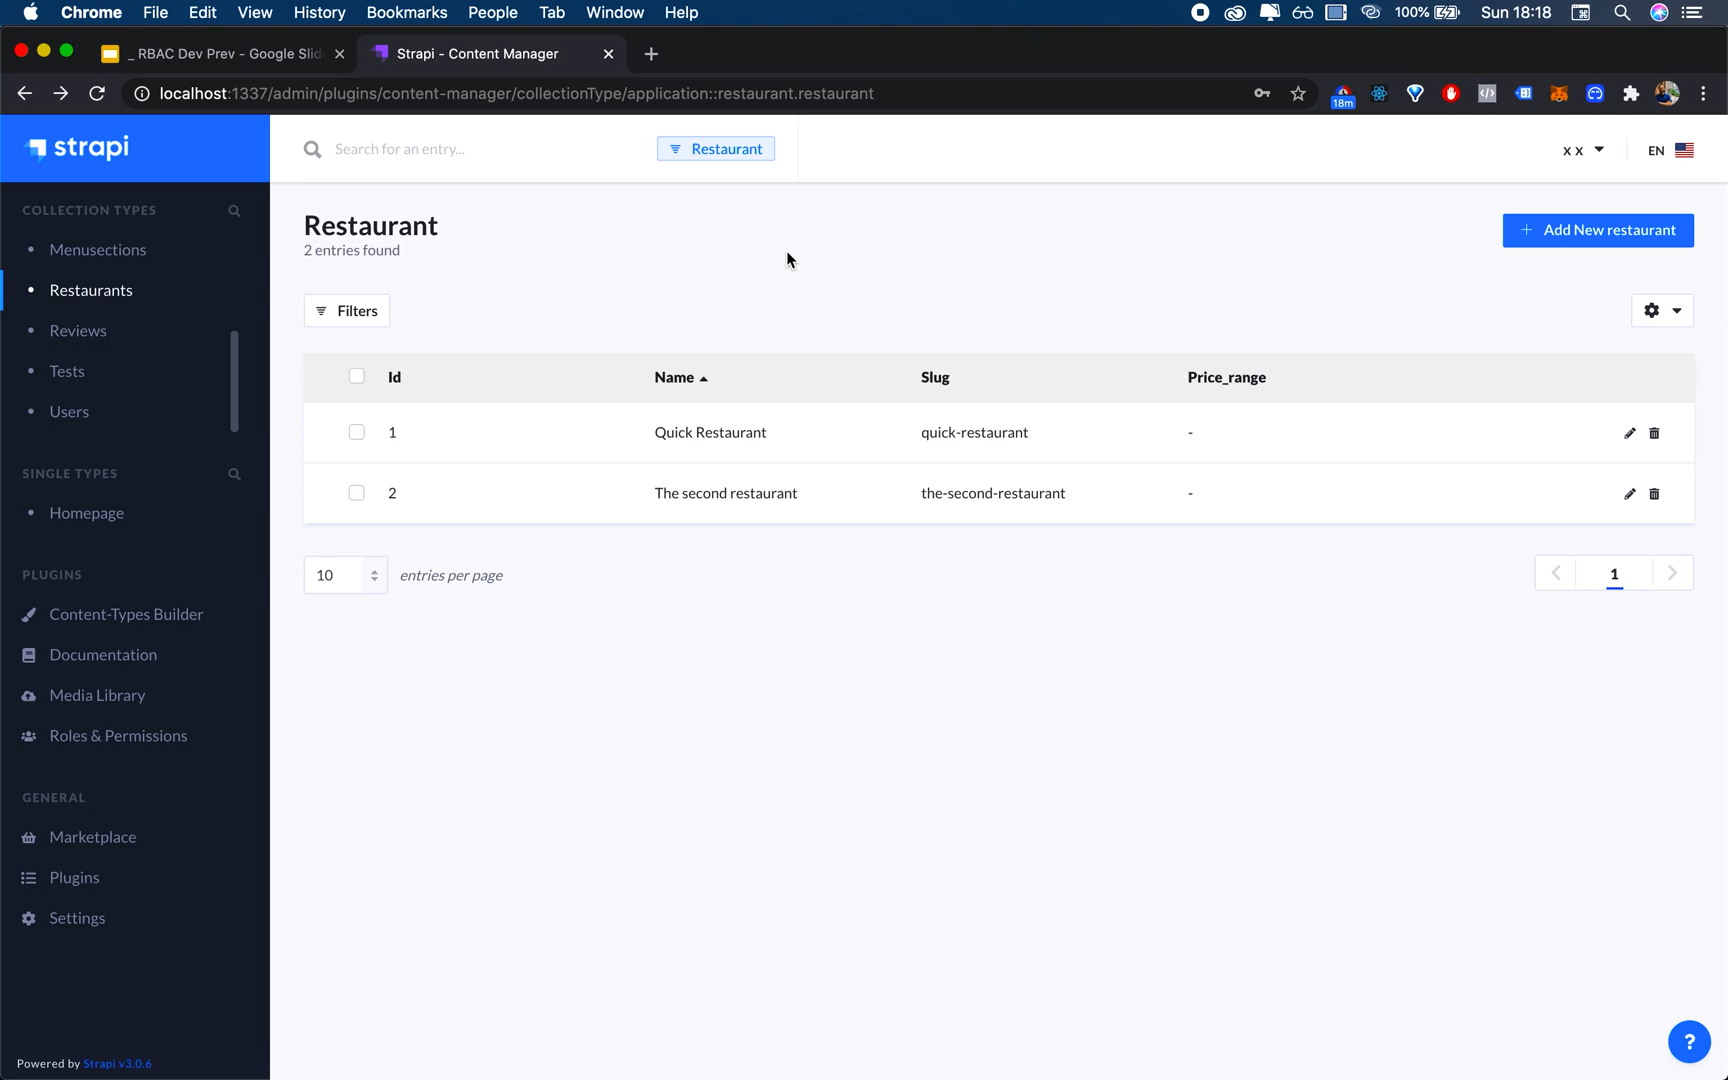 Chrome File Edit View History Bookmarks People Tab Window Help 100% Sun 18:18
_ RBAC Dev Prev - Google Slid Strapi - Content Manager
localhost:1337/admin/plugins/content-manager/collectionType/application::restaurant.restaurant 18m
strapi Search for an entry... Restaurant x x EN
COLLECTION TYPES
Menusections
Restaurants
Reviews
Tests
Users
SINGLE TYPES
Homepage
PLUGINS
Content-Types Builder
Documentation
Media Library
Roles & Permissions
GENERAL
Marketplace
Plugins
Settings
Powered by Strapi v3.0.6
Restaurant
2 entries found
+ Add New restaurant
Filters
Id Name Slug Price_range
1 Quick Restaurant quick-restaurant -
2 The second restaurant the-second-restaurant -
10 entries per page 1
?